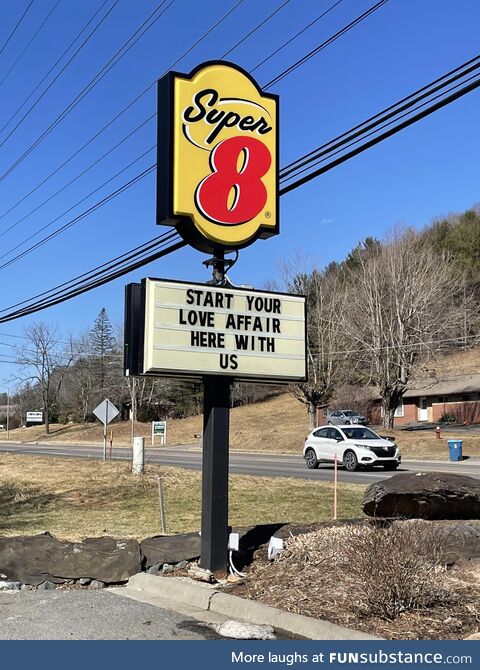 Super
8
®
START YOUR
LOVE AFFAIR
HERE WITH
US
More laughs at FUNsubstance.com